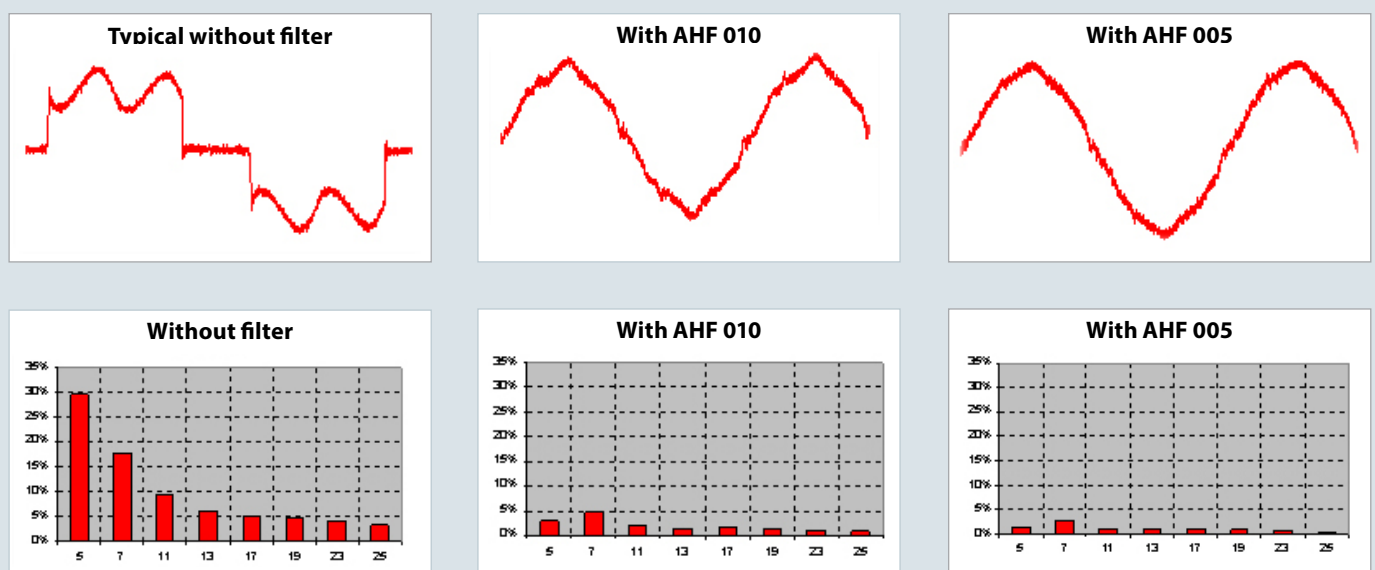 Typical without filter
With AHF 010
With AHF 005
Without filter
35%
30%
25%
20%
15%
10%
5%
0%
5 7 11 13 17 19 23 25
With AHF 010
35%
30%
25%
20%
15%
10%
5%
0%
5 7 11 13 17 19 23 25
With AHF 005
35%
30%
25%
20%
15%
10%
5%
0%
5 7 11 13 17 19 23 25